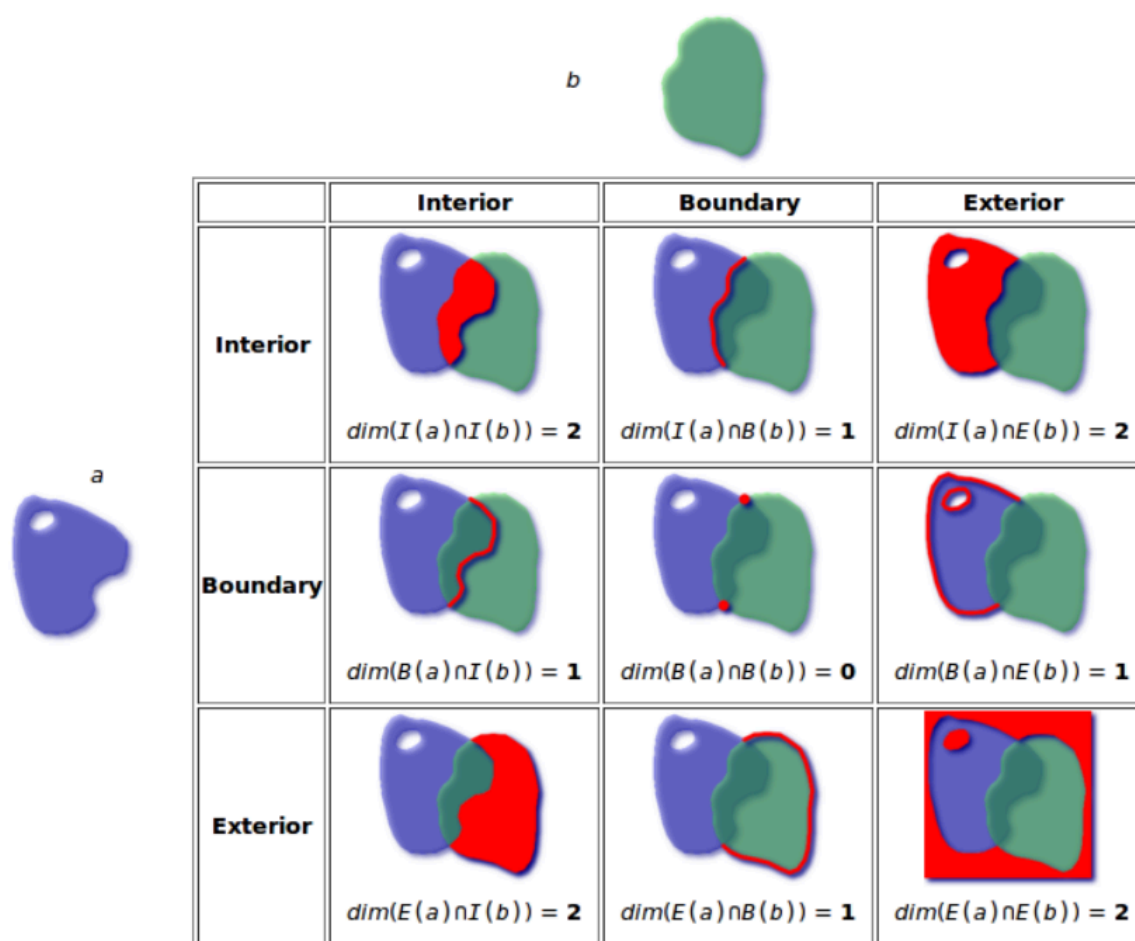 b
Interior Boundary Exterior
Interior
dim(I(a)∩I(b)) = 2 dim(I(a)∩B(b)) = 1 dim(I(a)∩E(b)) = 2
a
Boundary
dim(B(a)∩I(b)) = 1 dim(B(a)∩B(b)) = 0 dim(B(a)∩E(b)) = 1
Exterior
dim(E(a)∩I(b)) = 2 dim(E(a)∩B(b)) = 1 dim(E(a)∩E(b)) = 2